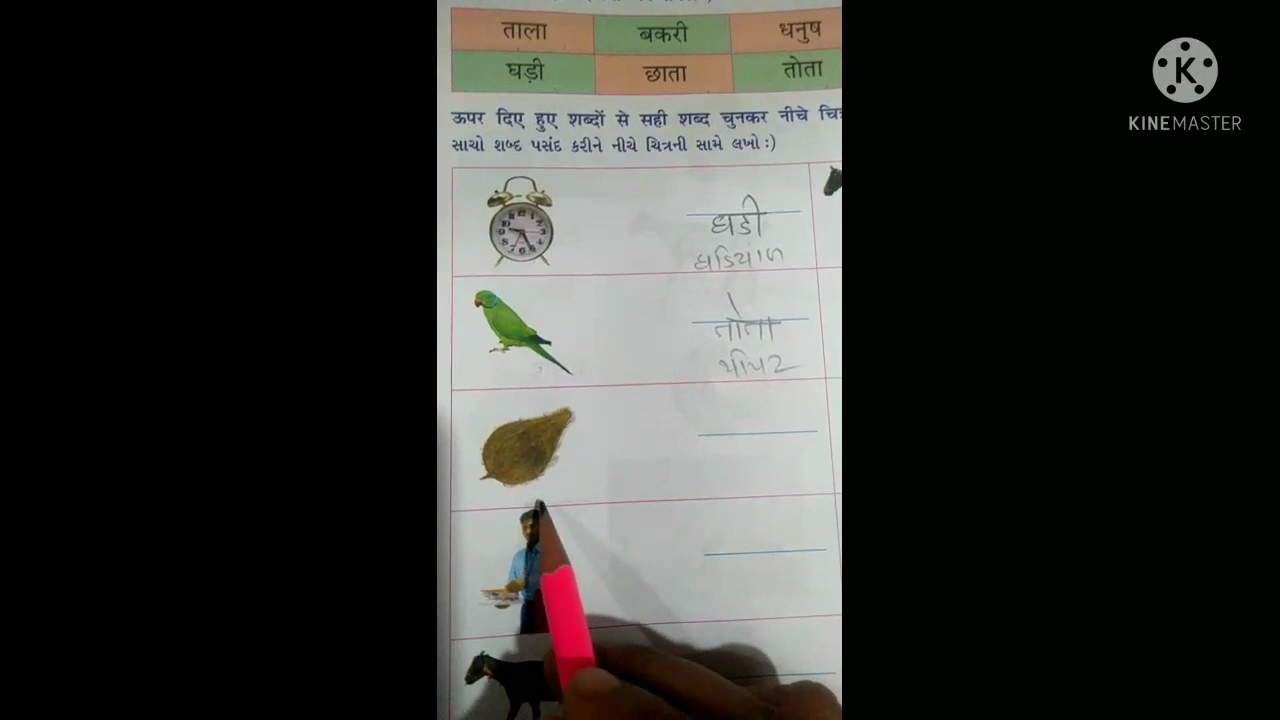 ताला बकरी धनुष
घड़ी छाता तोता
ऊपर दिए हुए शब्दों से सही शब्द चुनकर नीचे
સાચો શબ્દ પસંદ કરીને નીચે ચિત્રની સામે લખો :)
घडी
ઘડિયાળ
तोता
પોપટ
K
KINEMASTER